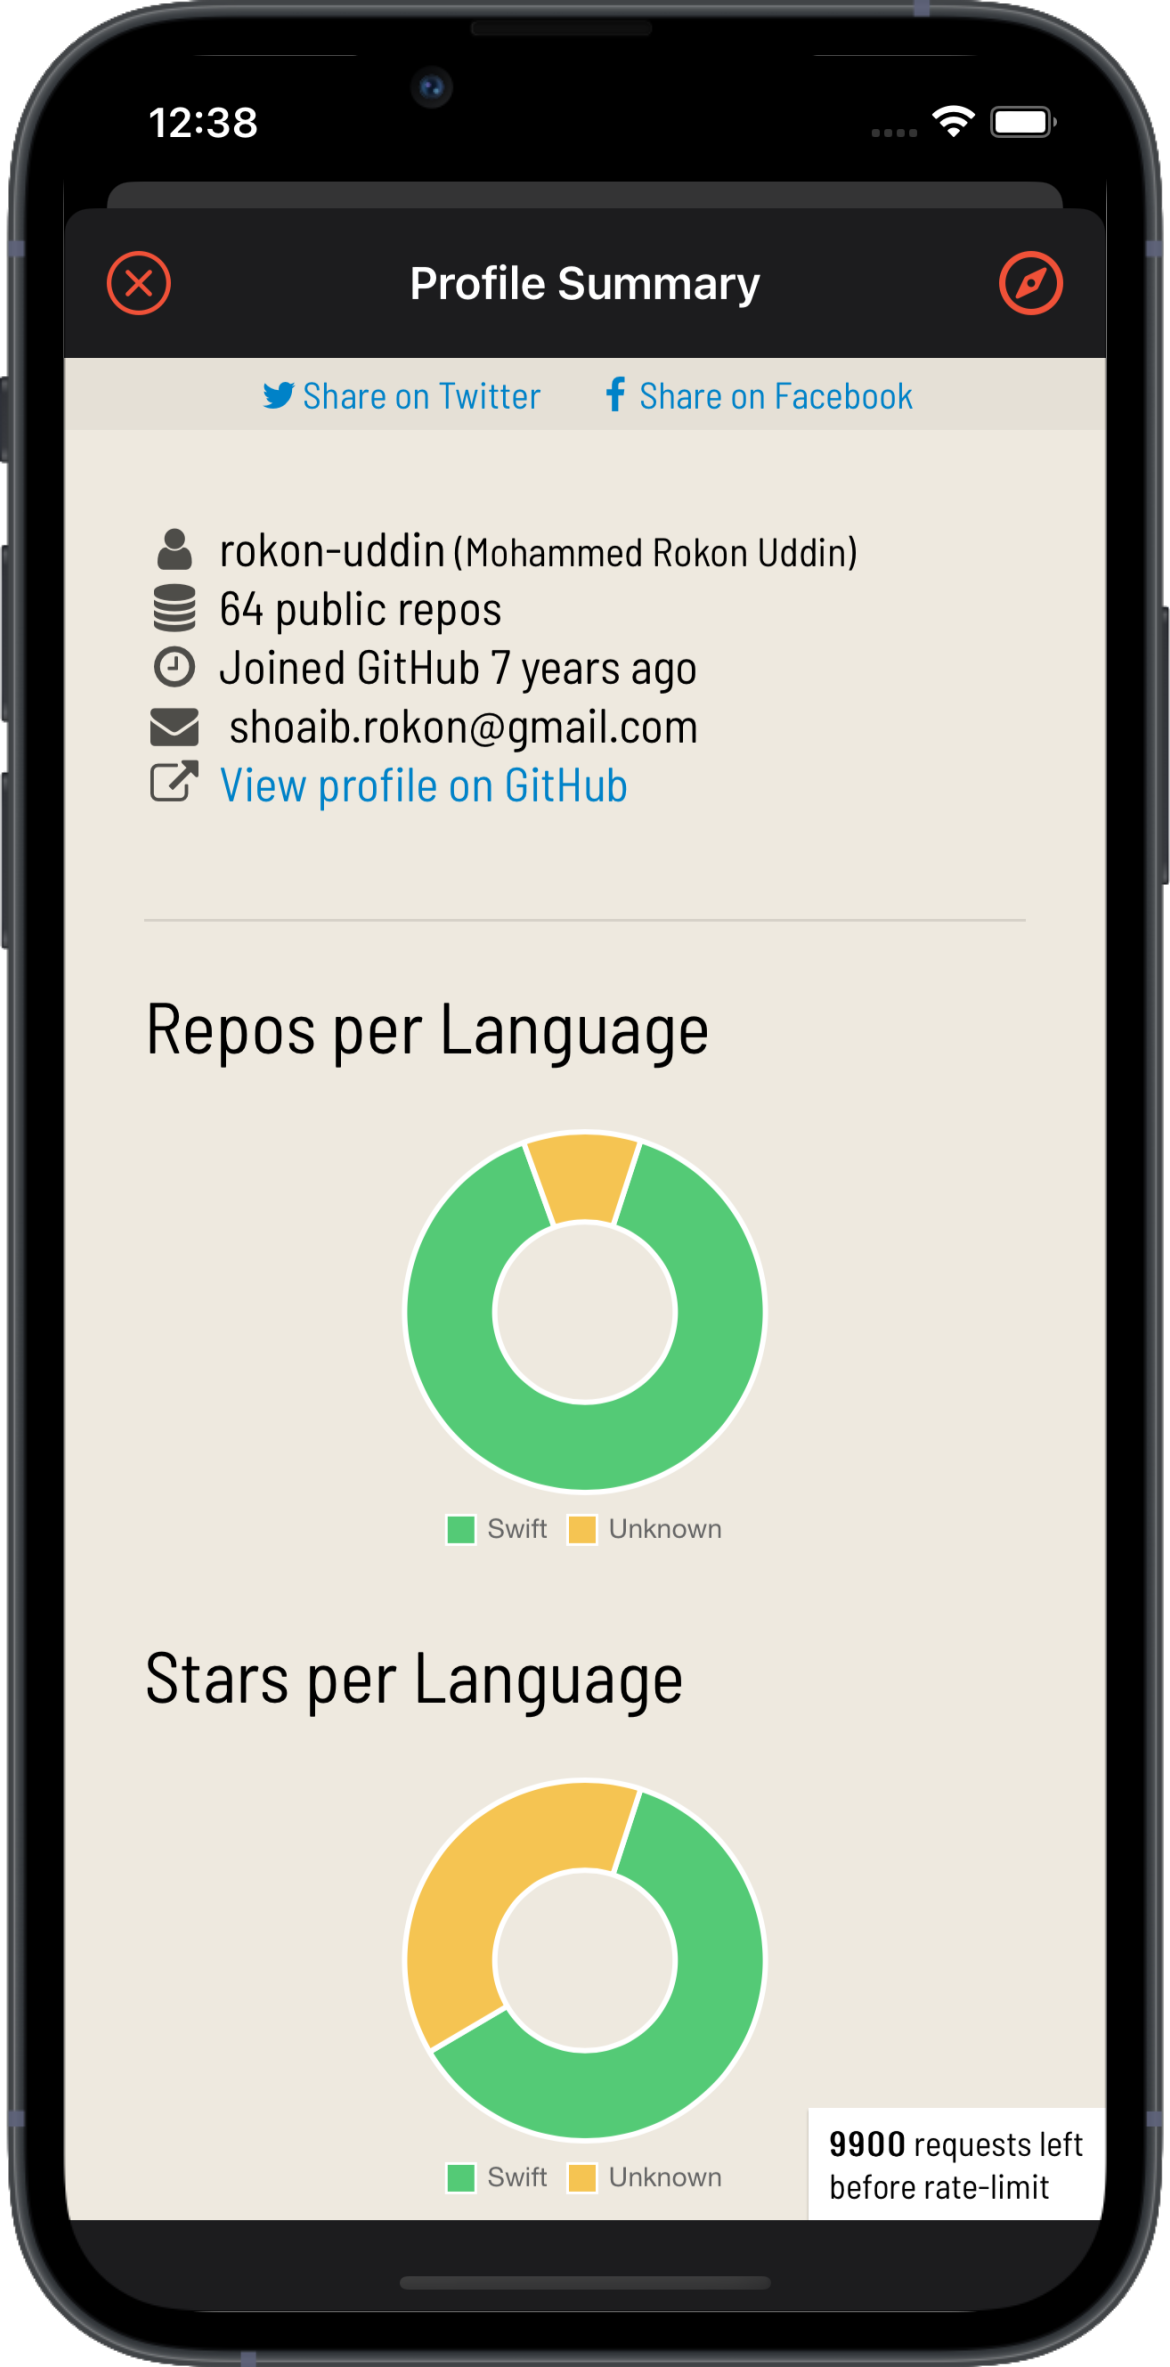 12:38
Profile Summary
Share on Twitter Share on Facebook
rokon-uddin (Mohammed Rokon Uddin)
64 public repos
Joined GitHub 7 years ago
shoaib.rokon@gmail.com
View profile on GitHub
Repos per Language
Swift Unknown
Stars per Language
Swift Unknown
9900 requests left
before rate-limit